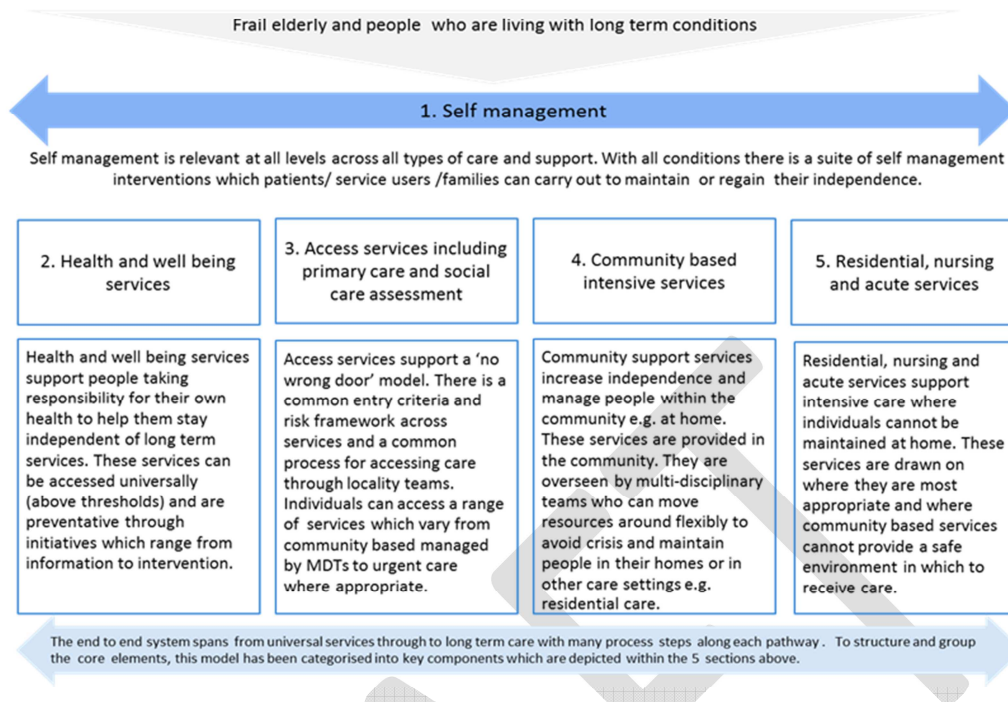 Frail elderly and people who are living with long term conditions
1. Self management
Self management is relevant at all levels across all types of care and support. With all conditions there is a suite of self management
interventions which patients/ service users /families can carry out to maintain or regain their independence.
2. Health and well being
services
3. Access services including
primary care and social
care assessment
4. Community based
intensive services
5. Residential, nursing
and acute services
Health and well being services
support people taking
responsibility for their own
health to help them stay
independent of long term
services. These services can
be accessed universally
(above thresholds) and are
preventative through
initiatives which range from
information to intervention.
Access services support a ‘no
wrong door’ model. There is a
common entry criteria and
risk framework across
services and a common
process for accessing care
through locality teams.
Individuals can access a range
of services which vary from
community based managed
by MDTs to urgent care
where appropriate.
Community support services
increase independence and
manage people within the
community e.g. at home.
These services are provided in
the community. They are
overseen by multi-disciplinary
teams who can move
resources around flexibly to
avoid crisis and maintain
people in their homes or in
other care settings e.g.
residential care.
Residential, nursing and
acute services support
intensive care where
individuals cannot be
maintained at home. These
services are drawn on
where they are most
appropriate and where
community based services
cannot provide a safe
environment in which to
receive care.
The end to end system spans from universal services through to long term care with many process steps along each pathway. To structure and group
the core elements, this model has been categorised into key components which are depicted within the 5 sections above.